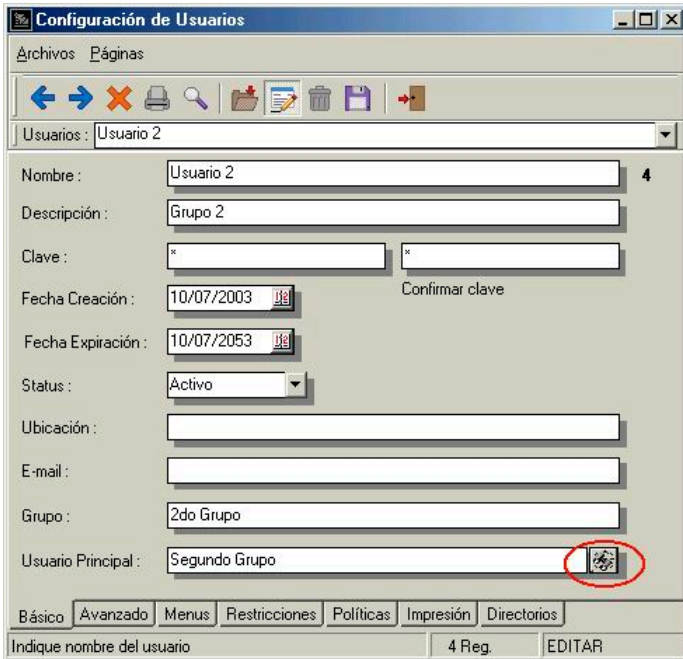 Configuración de Usuarios
Archivos Páginas
Usuarios : Usuario 2
Nombre : Usuario 2 4
Descripción : Grupo 2
Clave : * *
Confirmar clave
Fecha Creación : 10/07/2003
Fecha Expiración : 10/07/2053
Status : Activo
Ubicación :
E-mail :
Grupo : 2do Grupo
Usuario Principal : Segundo Grupo
Básico Avanzado Menus Restricciones Políticas Impresión Directorios
Indique nombre del usuario 4 Reg. EDITAR